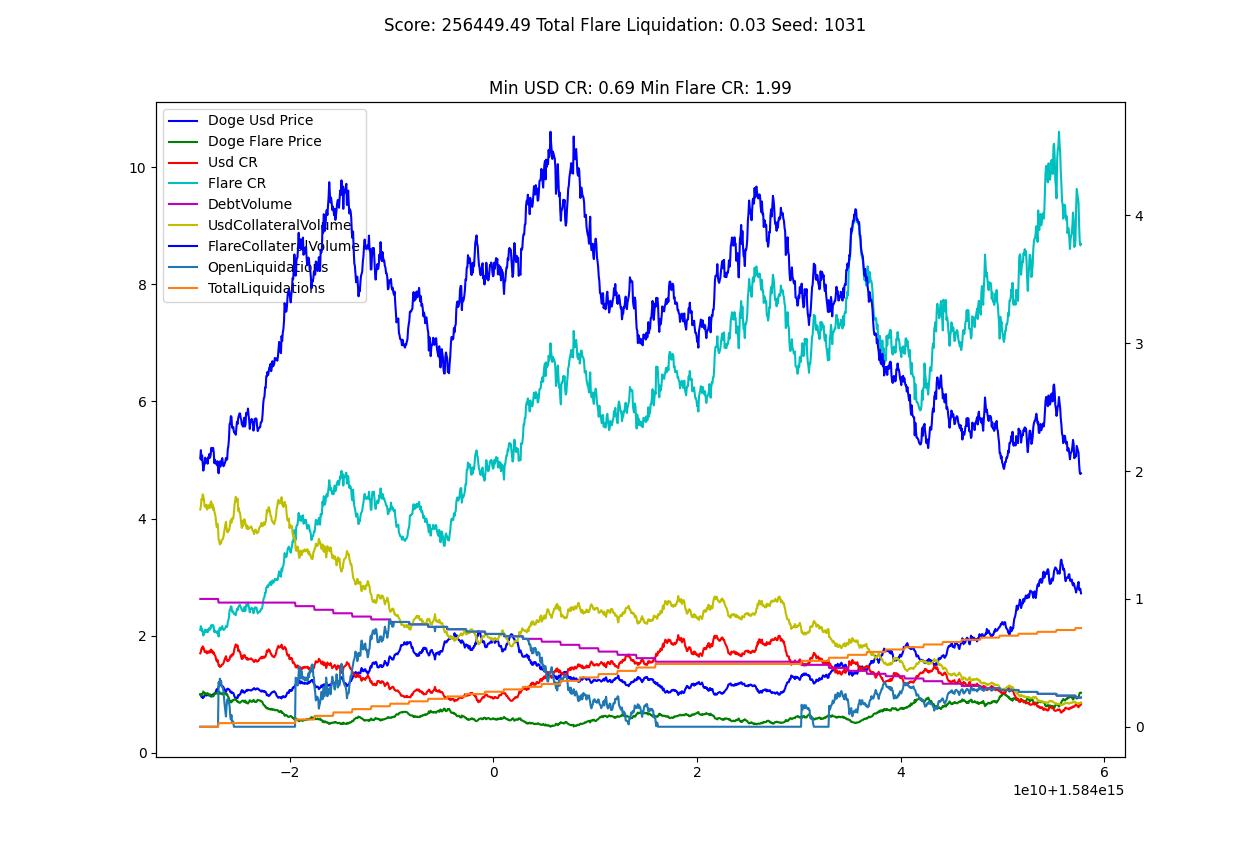 Score: 256449.49 Total Flare Liquidation: 0.03 Seed: 1031
Min USD CR: 0.69 Min Flare CR: 1.99
Doge Usd Price
Doge Flare Price
Usd CR
Flare CR
DebtVolume
UsdCollateralVolume
FlareCollateralVolume
OpenLiquidations
TotalLiquidations
10
8
6
4
2
0
4
3
2
1
0
−2
0
2
4
6
1e10+1.584e15